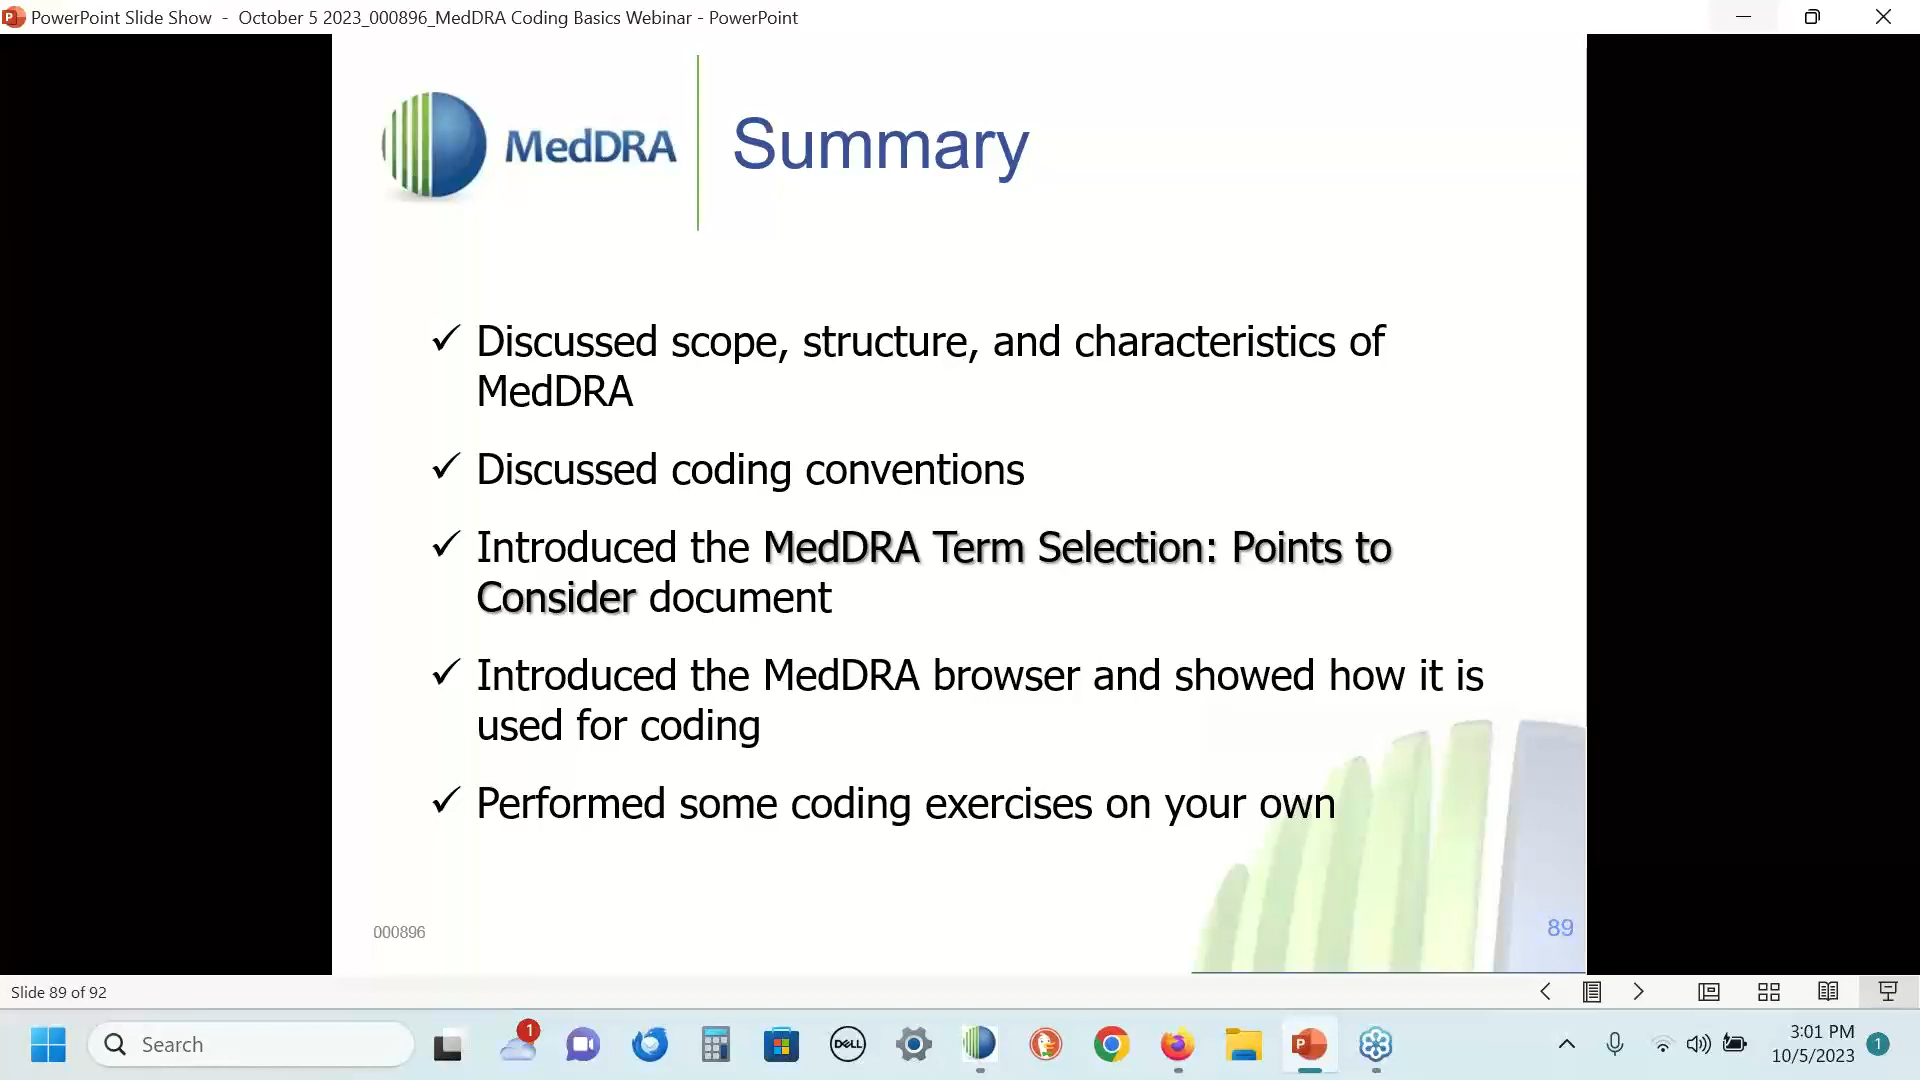 PowerPoint Slide Show - October 5 2023_000896_MedDRA Coding Basics Webinar - PowerPoint
MedDRA
Summary
✓ Discussed scope, structure, and characteristics of
MedDRA
✓ Discussed coding conventions
✓ Introduced the MedDRA Term Selection: Points to
Consider document
✓ Introduced the MedDRA browser and showed how it is
used for coding
✓ Performed some coding exercises on your own
000896
89
Slide 89 of 92
Search
1
DELL
3:01 PM
10/5/2023
1